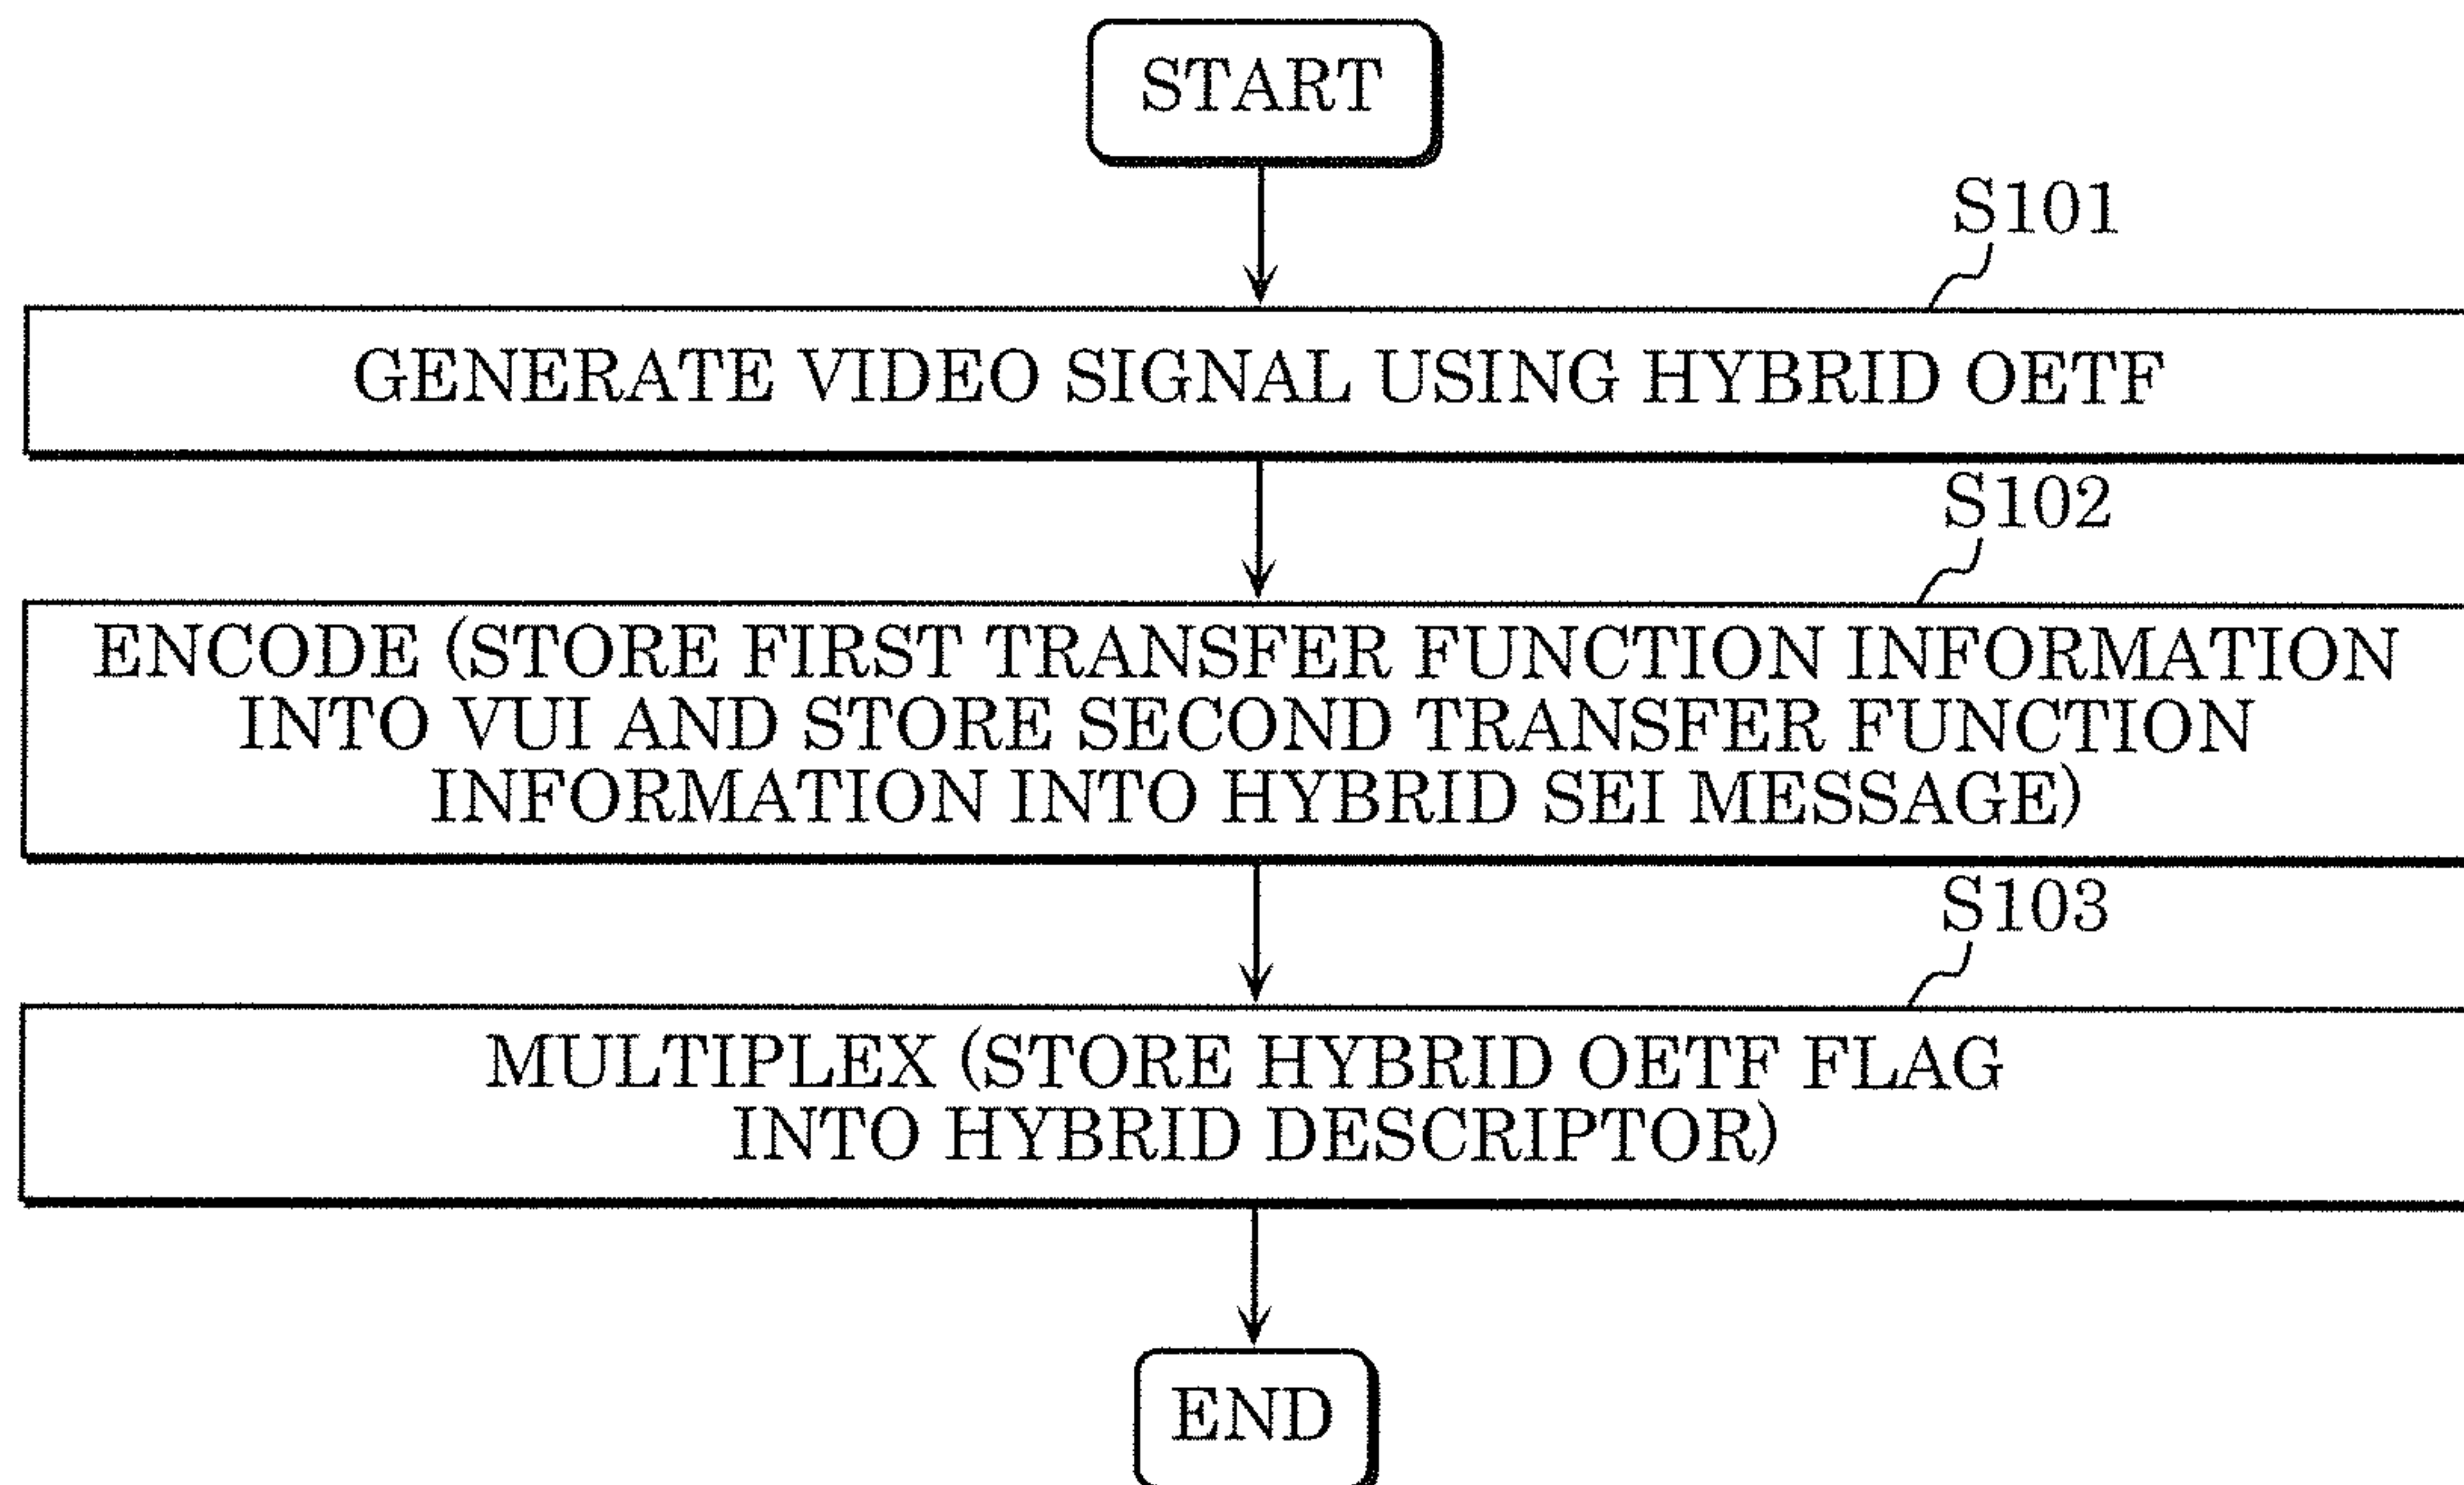 START
S101
GENERATE VIDEO SIGNAL USING HYBRID OETF
S102
ENCODE (STORE FIRST TRANSFER FUNCTION INFORMATION
INTO VUI AND STORE SECOND TRANSFER FUNCTION
INFORMATION INTO HYBRID SEI MESSAGE)
S103
MULTIPLEX (STORE HYBRID OETF FLAG
INTO HYBRID DESCRIPTOR)
END